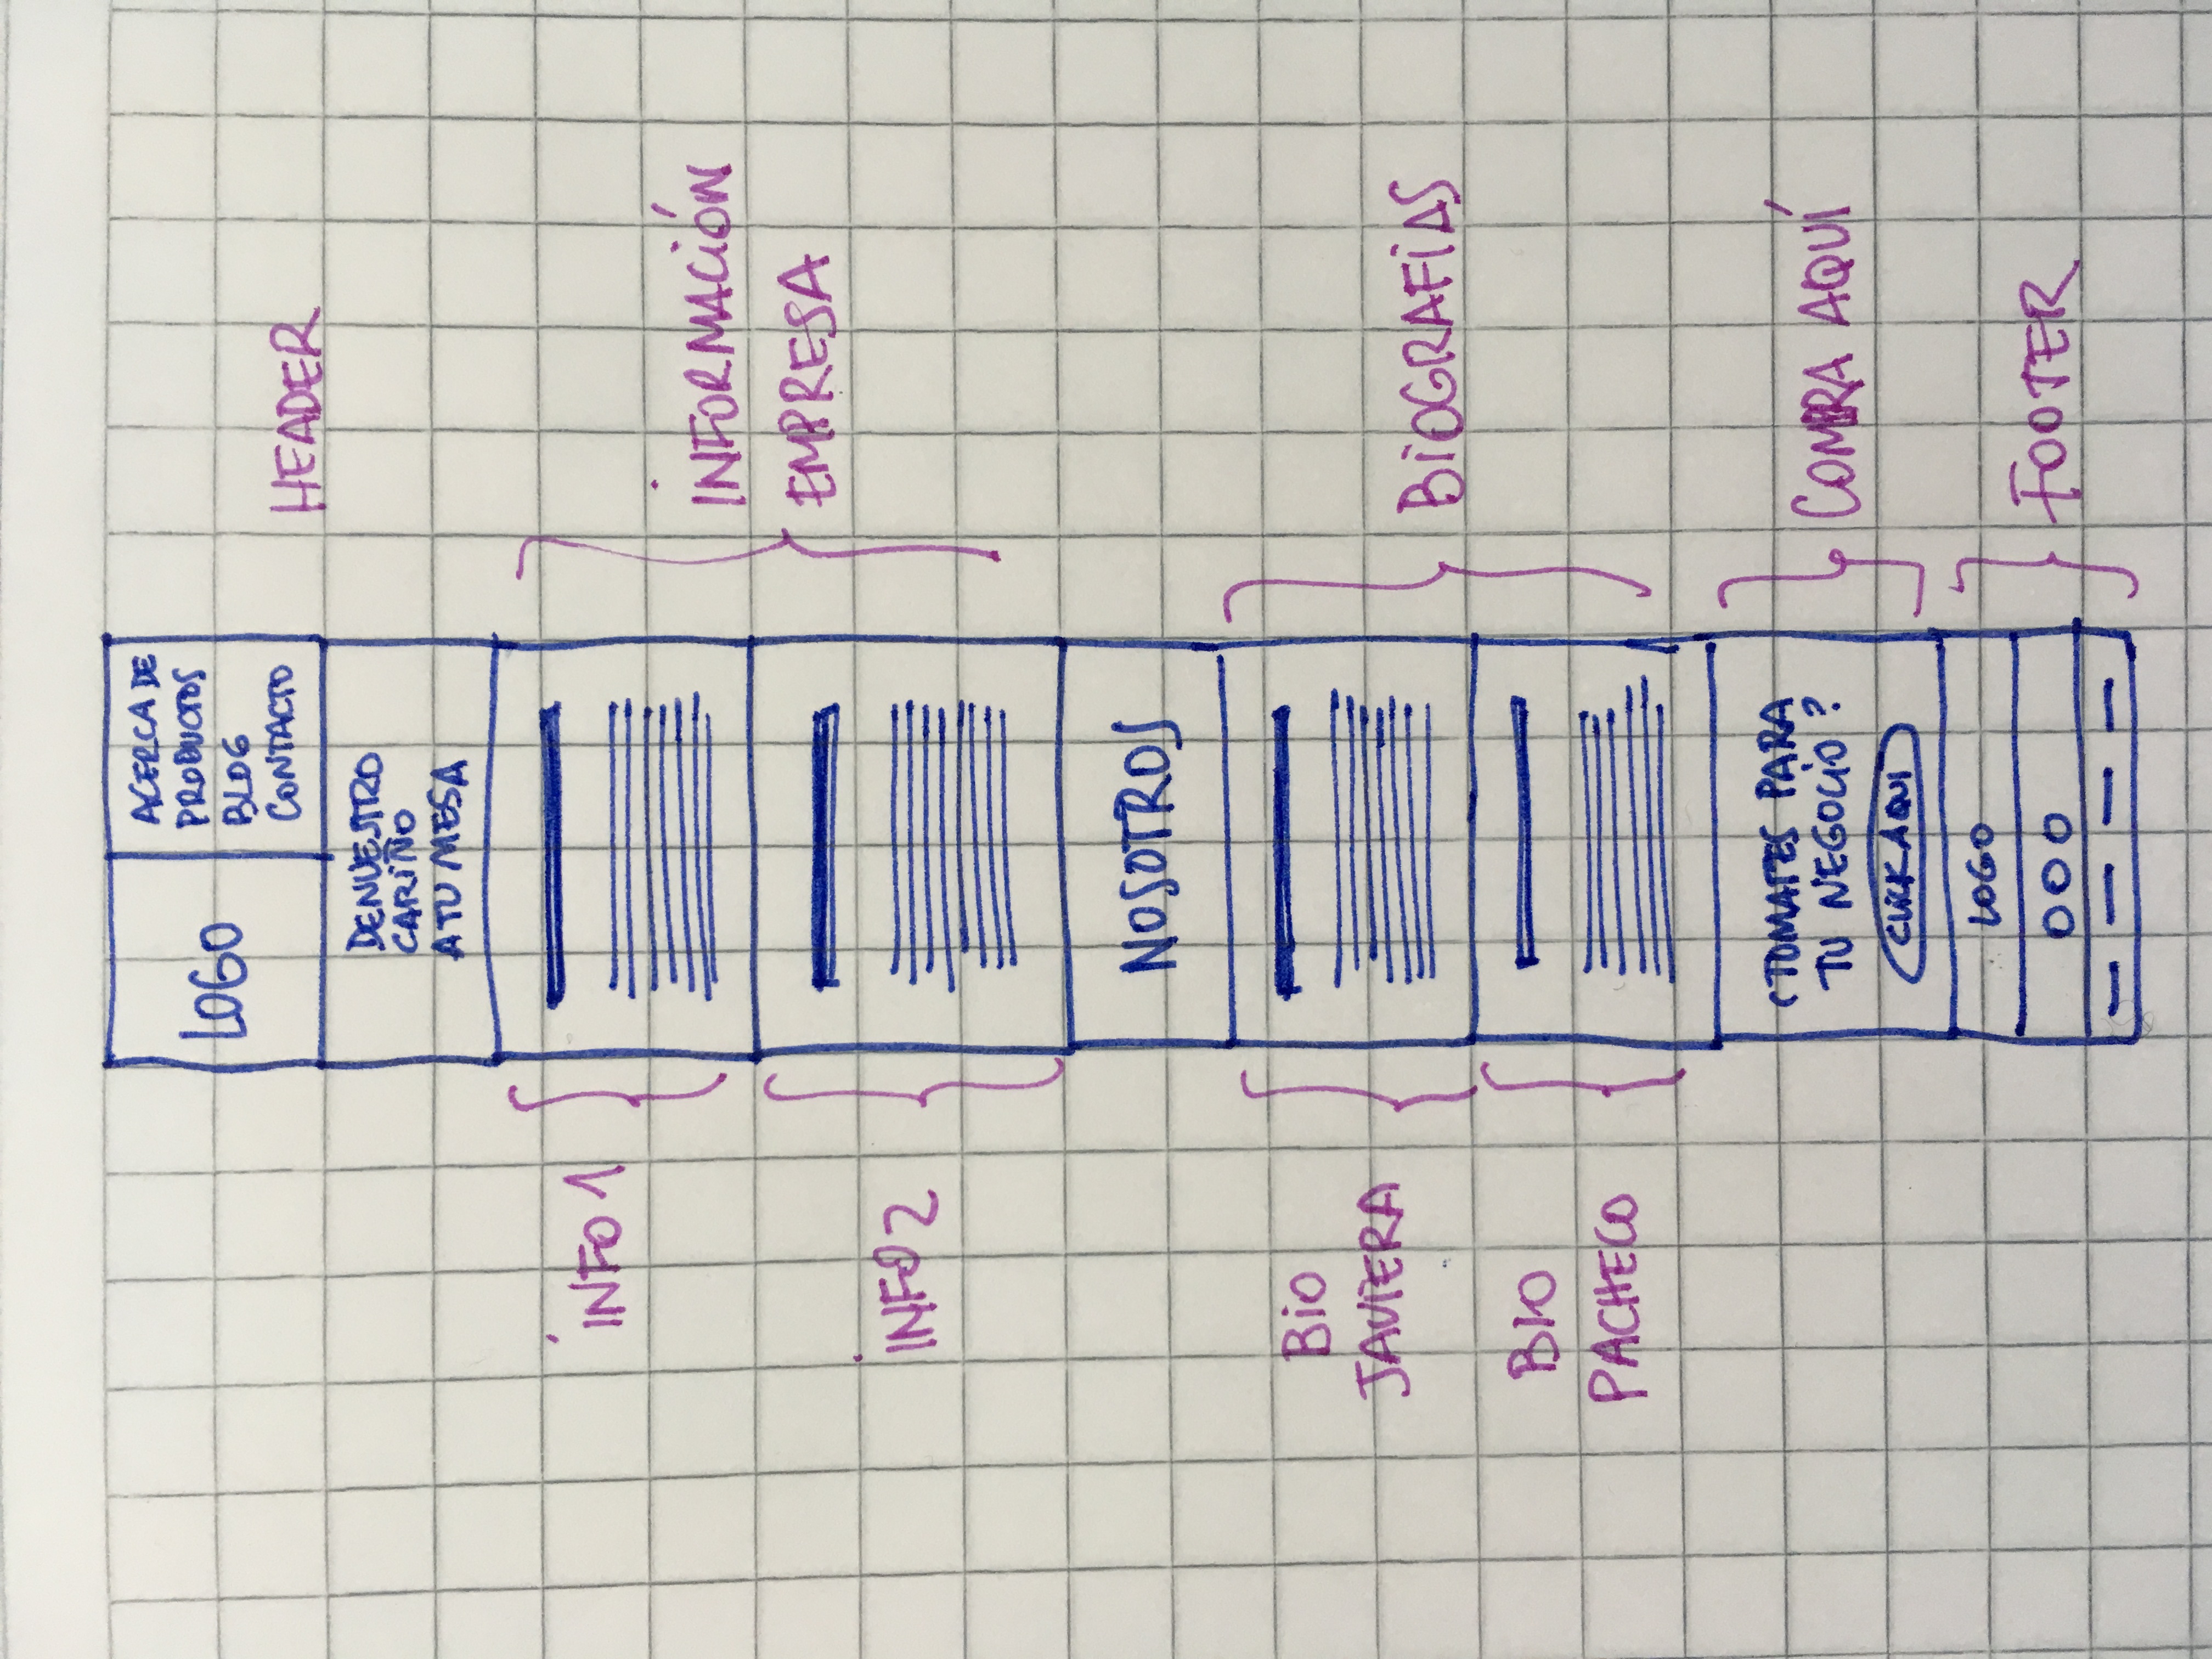 LOGO
ACERCA DE
PRODUCTOS
BLOG
CONTACTO
HEADER
DE NUESTRO
CARIÑO
A TU MESA
INFO 1
INFORMACIÓN
EMPRESA
INFO 2
NOSOTROS
BIO
JAVIERA
BIOGRAFIAS
BIO
PACHECO
¿TOMATES PARA
TU NEGOCIO?
CLICK AQUI
COMPRA AQUÍ
LOGO
FOOTER